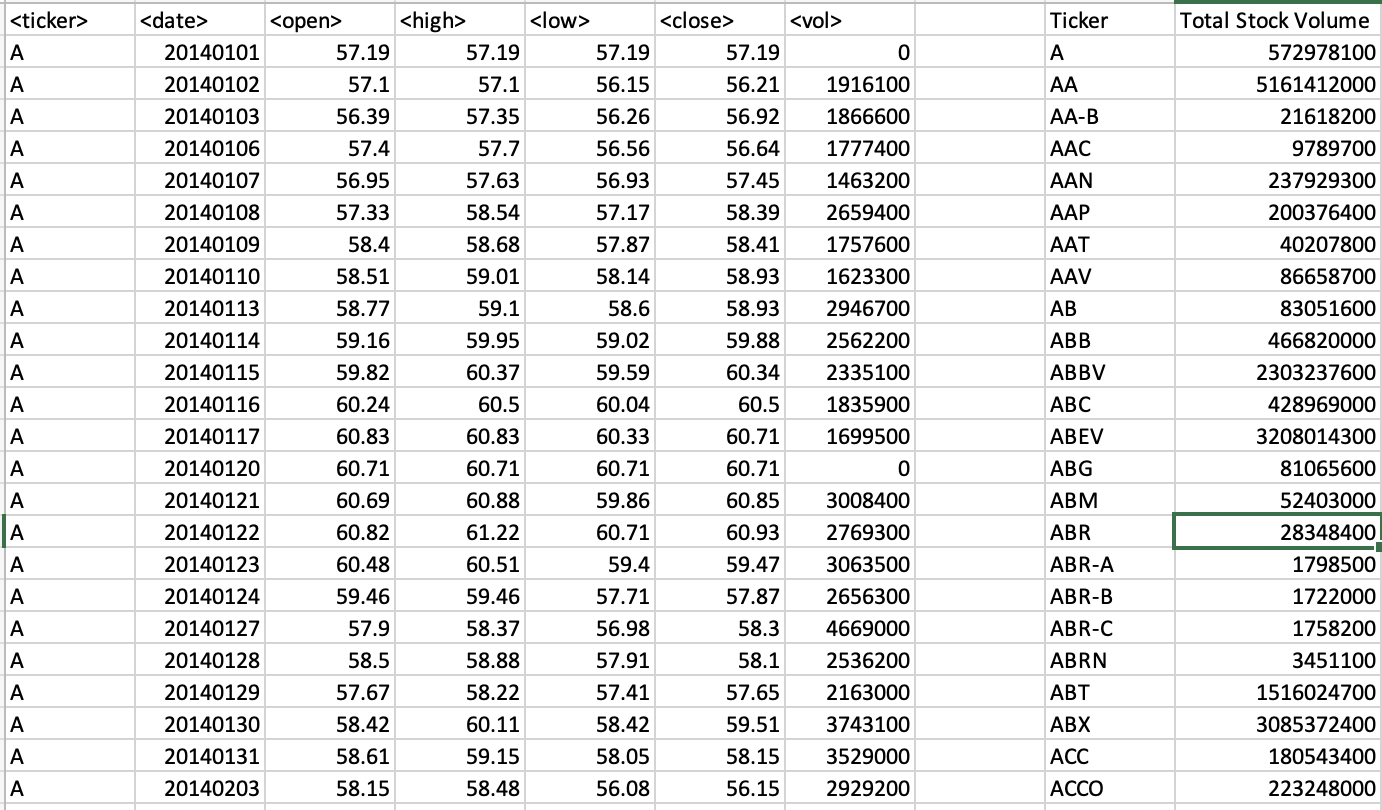 <ticker> <date> <open> <high> <low> <close> <vol> Ticker Total Stock Volume
A 20140101 57.19 57.19 57.19 57.19 0 A 572978100
A 20140102 57.1 57.1 56.15 56.21 1916100 AA 5161412000
A 20140103 56.39 57.35 56.26 56.92 1866600 AA-B 21618200
A 20140106 57.4 57.7 56.56 56.64 1777400 AAC 9789700
A 20140107 56.95 57.63 56.93 57.45 1463200 AAN 237929300
A 20140108 57.33 58.54 57.17 58.39 2659400 AAP 200376400
A 20140109 58.4 58.68 57.87 58.41 1757600 AAT 40207800
A 20140110 58.51 59.01 58.14 58.93 1623300 AAV 86658700
A 20140113 58.77 59.1 58.6 58.93 2946700 AB 83051600
A 20140114 59.16 59.95 59.02 59.88 2562200 ABB 466820000
A 20140115 59.82 60.37 59.59 60.34 2335100 ABBV 2303237600
A 20140116 60.24 60.5 60.04 60.5 1835900 ABC 428969000
A 20140117 60.83 60.83 60.33 60.71 1699500 ABEV 3208014300
A 20140120 60.71 60.71 60.71 60.71 0 ABG 81065600
A 20140121 60.69 60.88 59.86 60.85 3008400 ABM 52403000
A 20140122 60.82 61.22 60.71 60.93 2769300 ABR 28348400
A 20140123 60.48 60.51 59.4 59.47 3063500 ABR-A 1798500
A 20140124 59.46 59.46 57.71 57.87 2656300 ABR-B 1722000
A 20140127 57.9 58.37 56.98 58.3 4669000 ABR-C 1758200
A 20140128 58.5 58.88 57.91 58.1 2536200 ABRN 3451100
A 20140129 57.67 58.22 57.41 57.65 2163000 ABT 1516024700
A 20140130 58.42 60.11 58.42 59.51 3743100 ABX 3085372400
A 20140131 58.61 59.15 58.05 58.15 3529000 ACC 180543400
A 20140203 58.15 58.48 56.08 56.15 2929200 ACCO 223248000